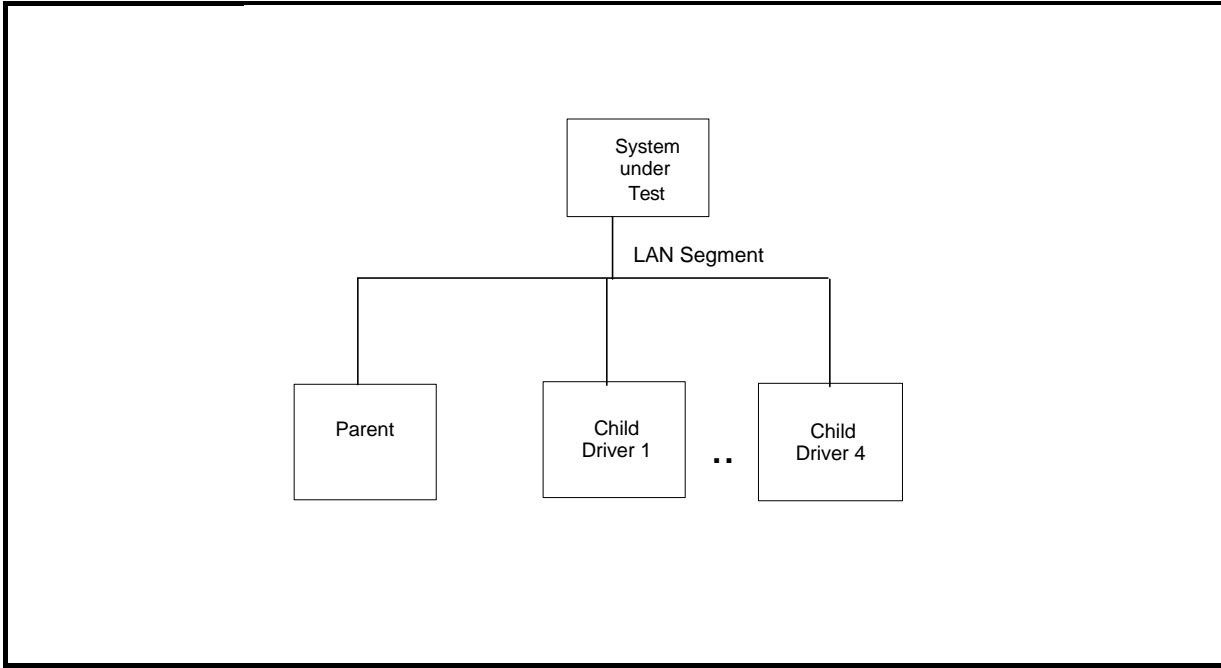 System
under
Test
LAN Segment
Parent
Child
Driver 1
..
Child
Driver 4